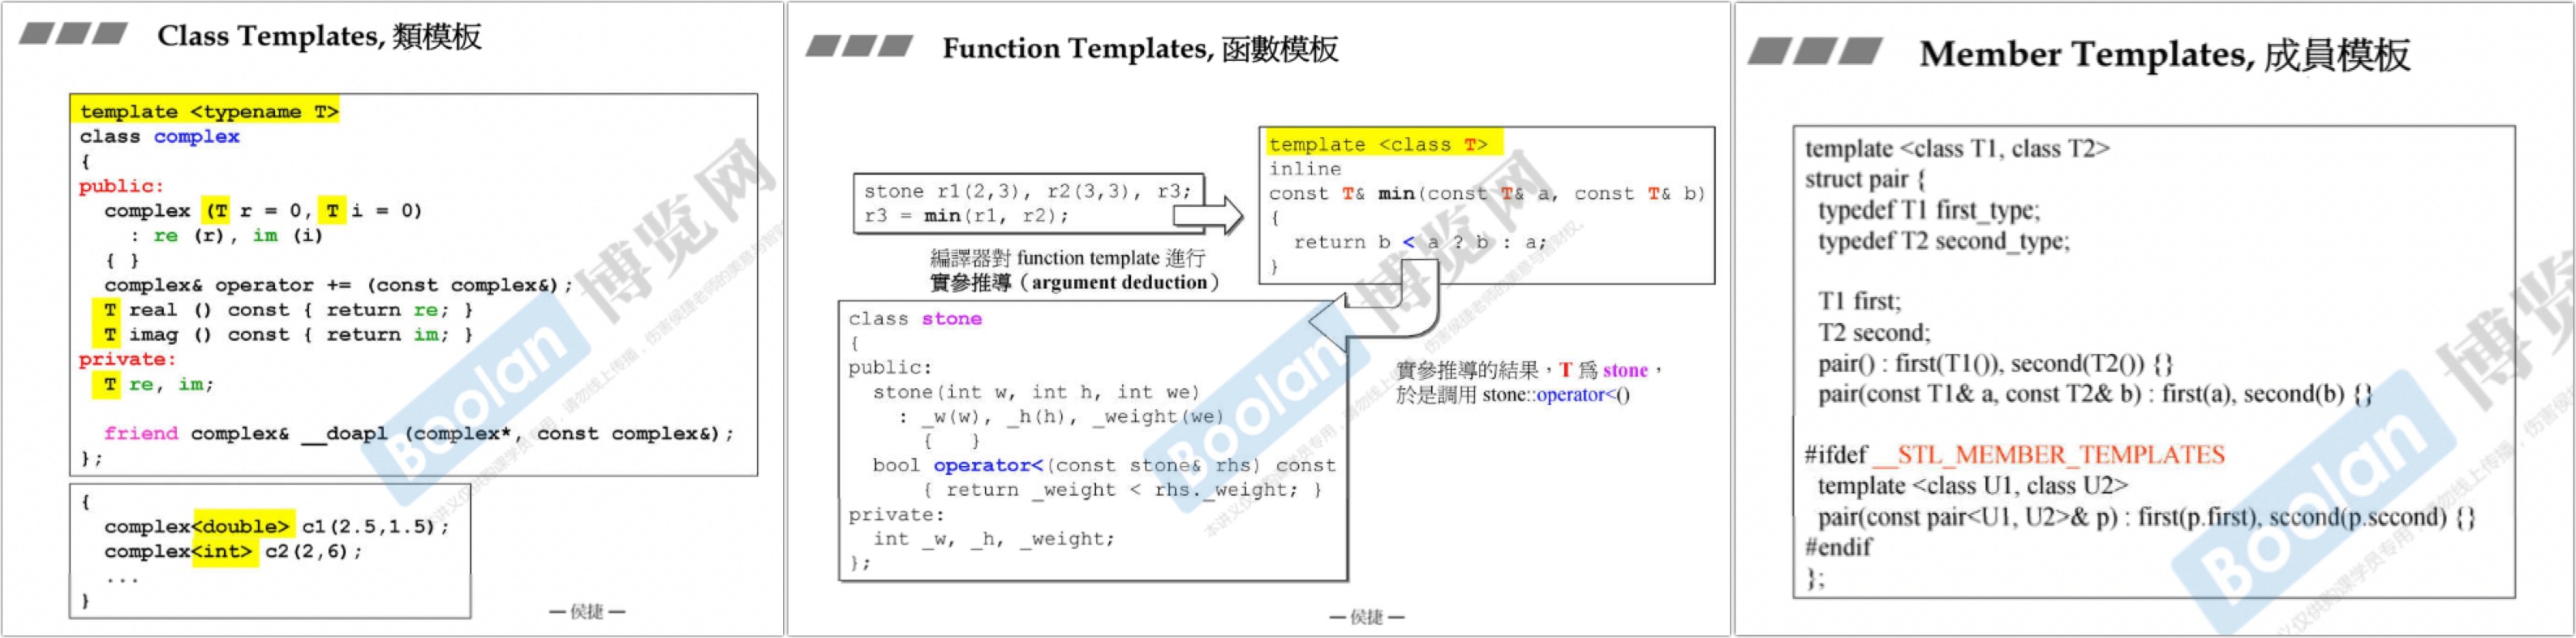 Class Templates, 類模板
template <typename T>
class complex
{
public:
complex (T r = 0, T i = 0)
: re (r), im (i)
{ }
complex& operator += (const complex&);
T real () const { return re; }
T imag () const { return im; }
private:
T re, im;
friend complex& __doapl (complex*, const complex&);
};
{
complex<double> c1(2.5,1.5);
complex<int> c2(2,6);
...
}
— 侯捷 —
Boolan 博览网
Function Templates, 函數模板
stone r1(2,3), r2(3,3), r3;
r3 = min(r1, r2);
編譯器對 function template 進行
實參推導（argument deduction）
template <class T>
inline
const T& min(const T& a, const T& b)
{
return b < a ? b : a;
}
class stone
{
public:
stone(int w, int h, int we)
: _w(w), _h(h), _weight(we)
{ }
bool operator<(const stone& rhs) const
{ return _weight < rhs._weight; }
private:
int _w, _h, _weight;
};
實參推導的結果，T 爲 stone，
於是調用 stone::operator<()
— 侯捷 —
Boolan 博览网
Member Templates, 成員模板
template <class T1, class T2>
struct pair {
typedef T1 first_type;
typedef T2 second_type;
T1 first;
T2 second;
pair() : first(T1()), second(T2()) {}
pair(const T1& a, const T2& b) : first(a), second(b) {}
#ifdef __STL_MEMBER_TEMPLATES
template <class U1, class U2>
pair(const pair<U1, U2>& p) : first(p.first), second(p.second) {}
#endif
};
Boolan 博览网